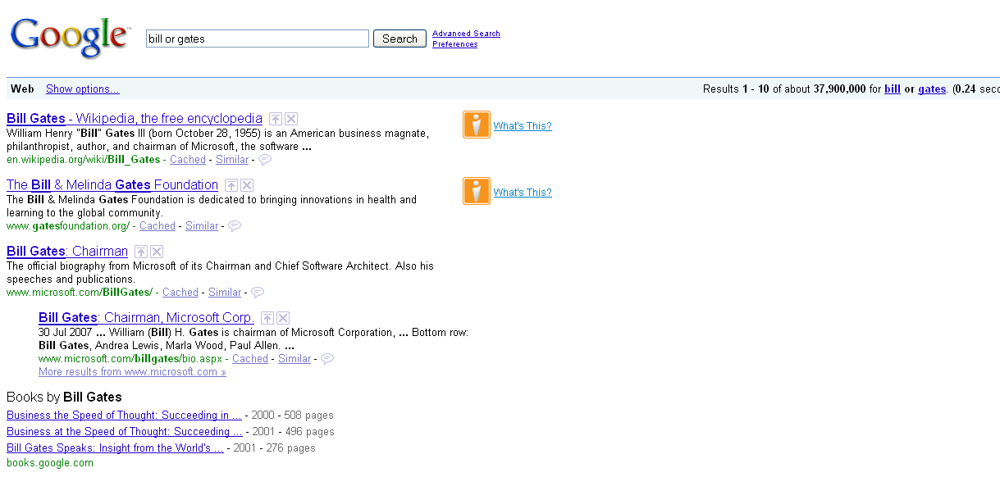 Google
bill or gates
Search
Advanced Search
Preferences
Web Show options...
Results 1 - 10 of about 37,900,000 for bill or gates. (0.24 seco
Bill Gates - Wikipedia, the free encyclopedia
William Henry "Bill" Gates III (born October 28, 1955) is an American business magnate,
philanthropist, author, and chairman of Microsoft, the software ...
en.wikipedia.org/wiki/Bill_Gates - Cached - Similar -
What's This?
The Bill & Melinda Gates Foundation
The Bill & Melinda Gates Foundation is dedicated to bringing innovations in health and
learning to the global community.
www.gatesfoundation.org/ - Cached - Similar -
What's This?
Bill Gates: Chairman
The official biography from Microsoft of its Chairman and Chief Software Architect. Also his
speeches and publications.
www.microsoft.com/BillGates/ - Cached - Similar -
Bill Gates: Chairman, Microsoft Corp.
30 Jul 2007 ... William (Bill) H. Gates is chairman of Microsoft Corporation, ... Bottom row:
Bill Gates, Andrea Lewis, Marla Wood, Paul Allen. ...
www.microsoft.com/billgates/bio.aspx - Cached - Similar -
More results from www.microsoft.com »
Books by Bill Gates
Business the Speed of Thought: Succeeding in ... - 2000 - 508 pages
Business at the Speed of Thought: Succeeding ... - 2001 - 496 pages
Bill Gates Speaks: Insight from the World's ... - 2001 - 276 pages
books.google.com